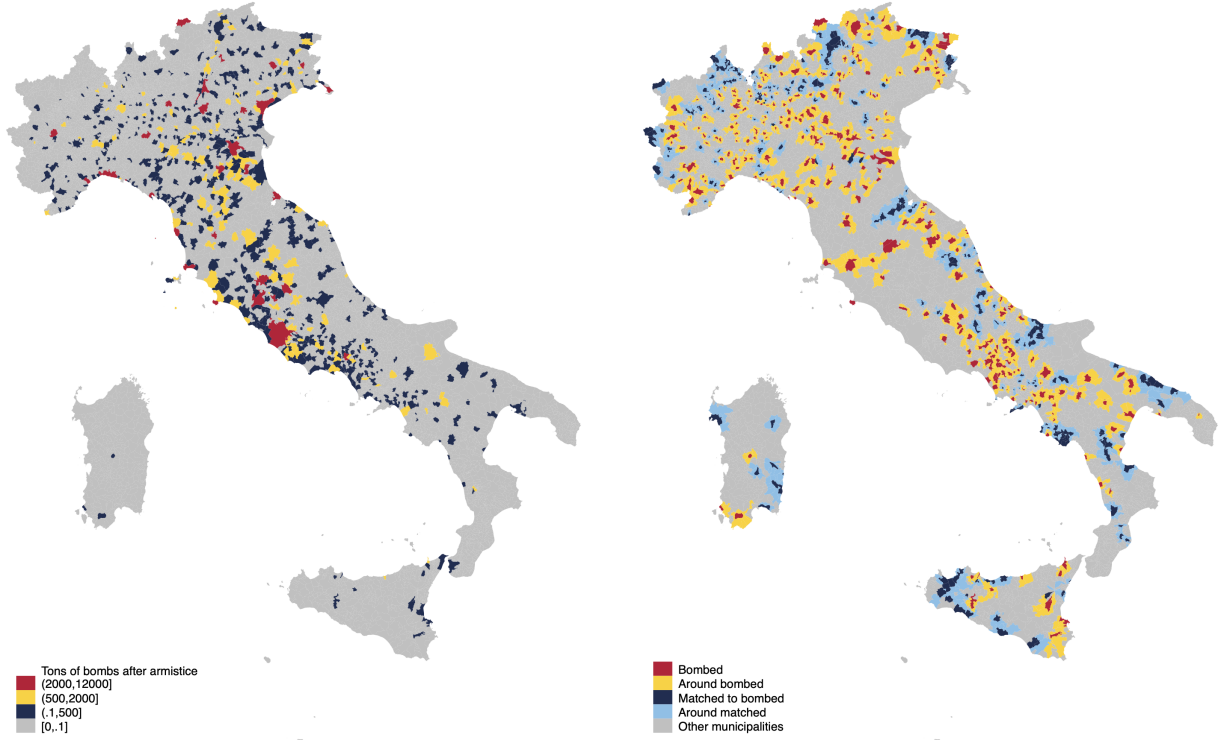 Tons of bombs after armistice
(2000,12000]
(500,2000]
(.1,500]
[0,.1]
Bombed
Around bombed
Matched to bombed
Around matched
Other municipalities